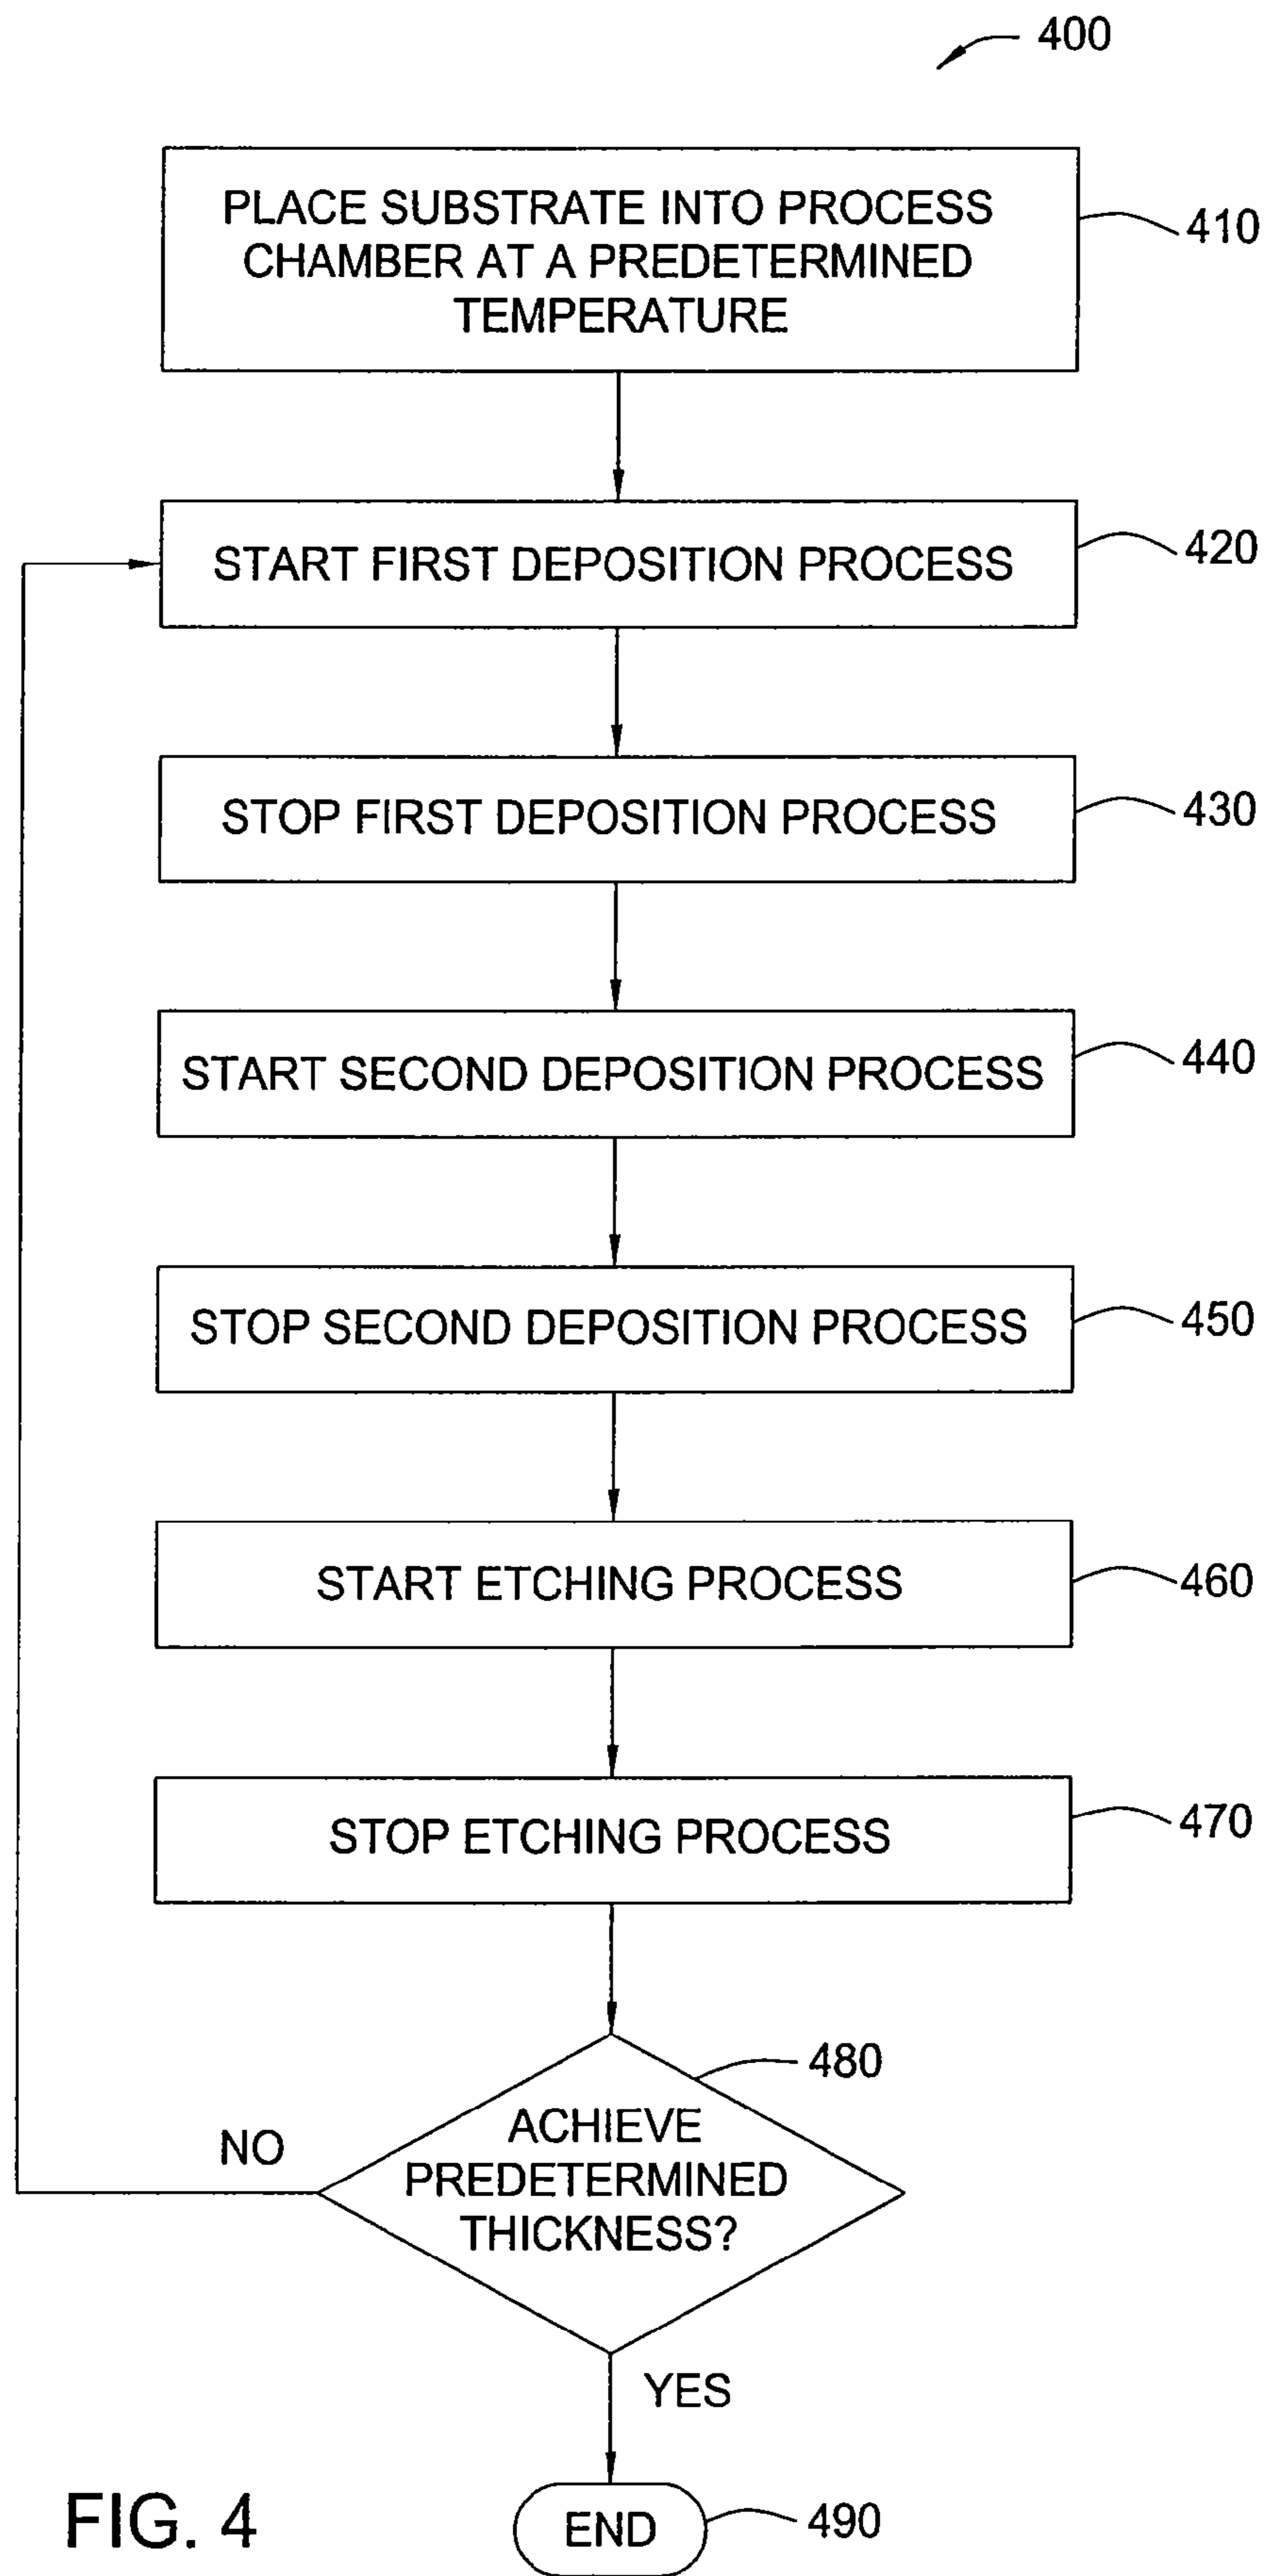 400
PLACE SUBSTRATE INTO PROCESS
CHAMBER AT A PREDETERMINED
TEMPERATURE
410
START FIRST DEPOSITION PROCESS
420
STOP FIRST DEPOSITION PROCESS
430
START SECOND DEPOSITION PROCESS
440
STOP SECOND DEPOSITION PROCESS
450
START ETCHING PROCESS
460
STOP ETCHING PROCESS
470
480
ACHIEVE
PREDETERMINED
THICKNESS?
NO
YES
END
490
FIG. 4